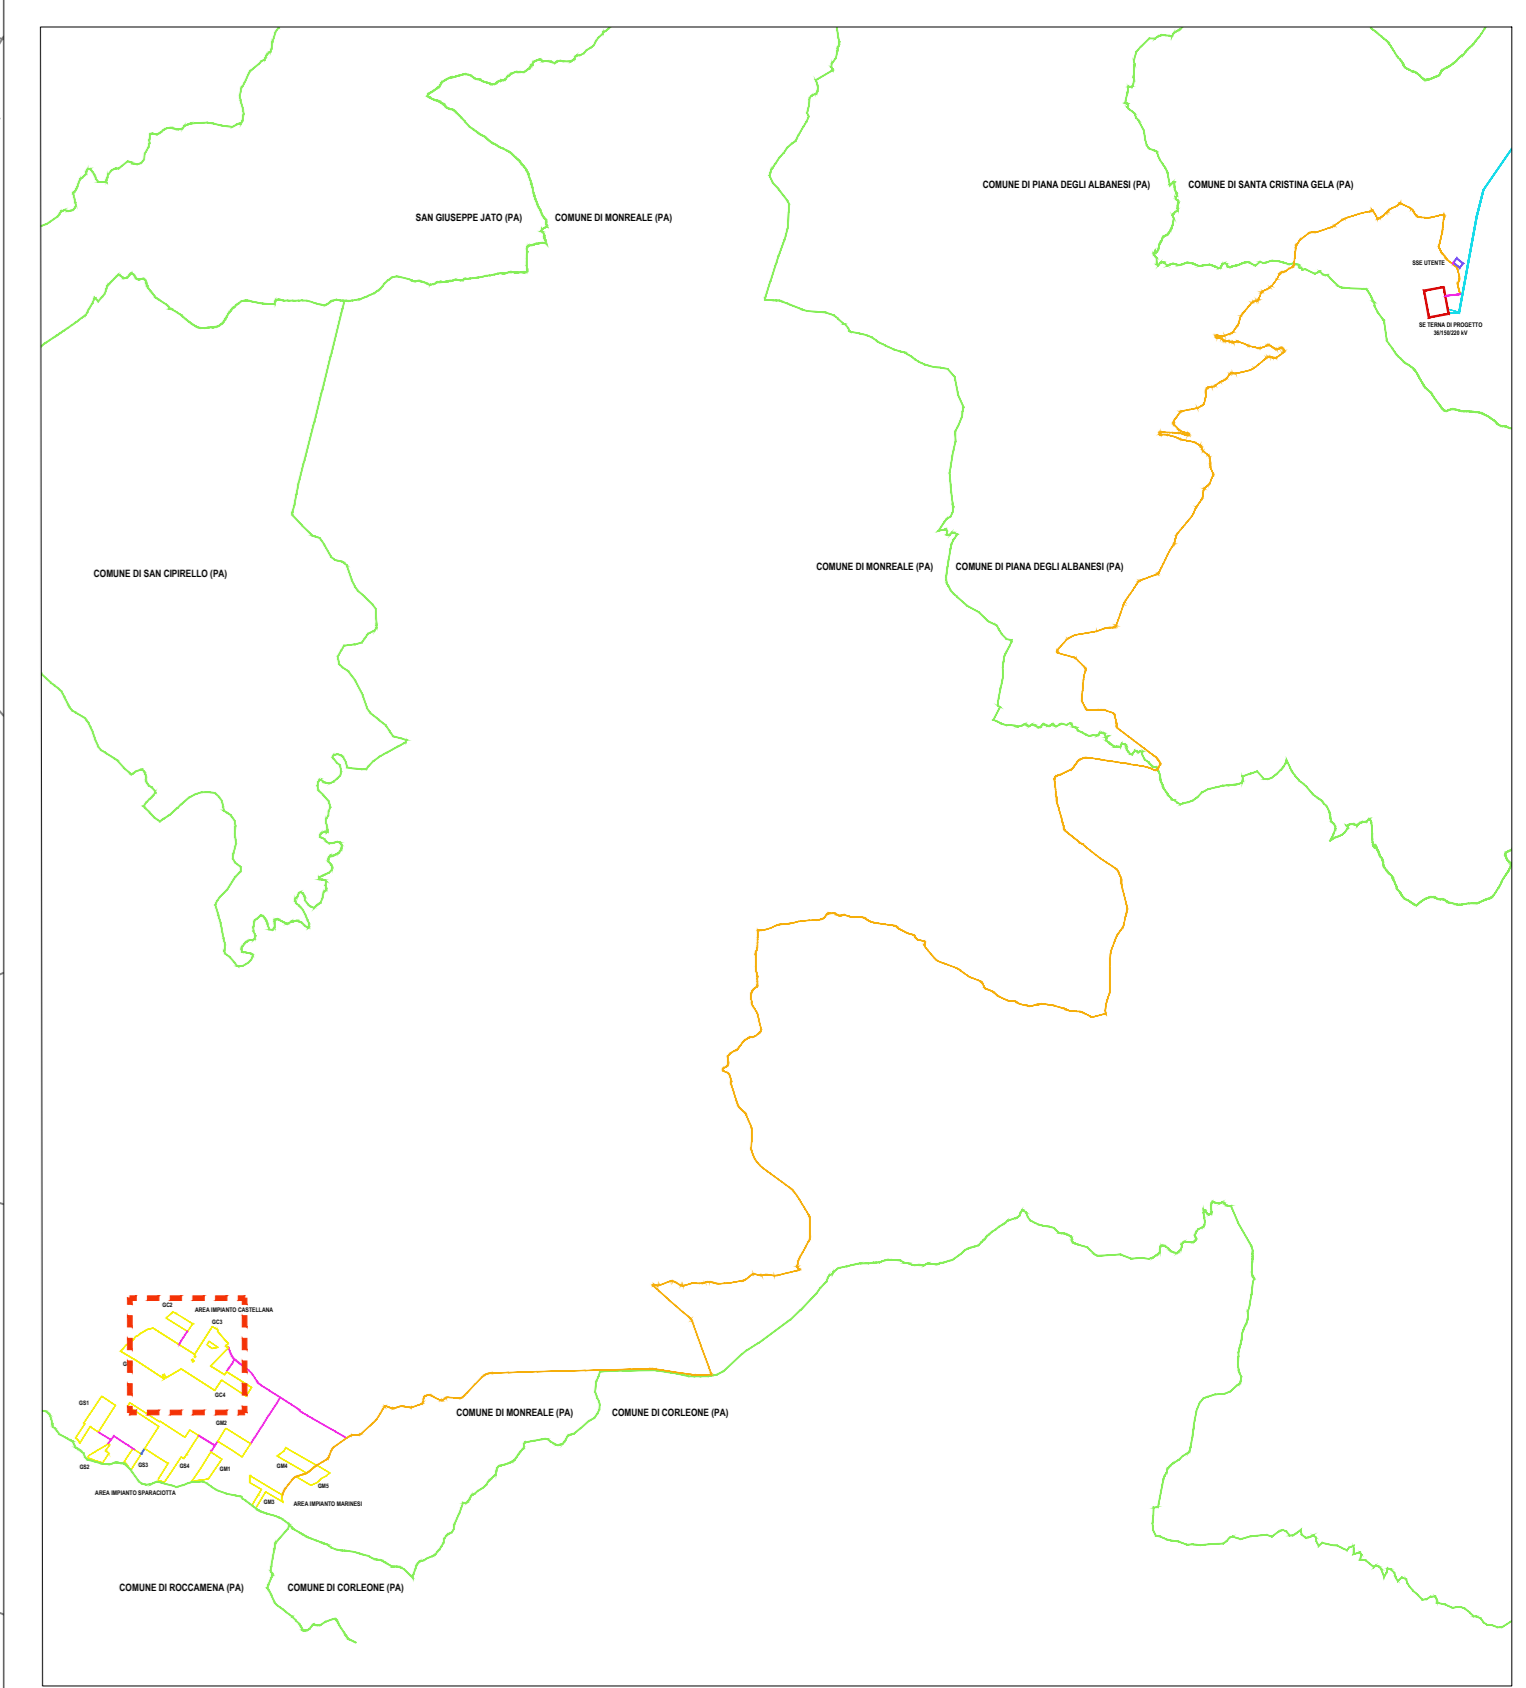 COMUNE DI PIANA DEGLI ALBANESI (PA)
COMUNE DI SANTA CRISTINA GELA (PA)
SAN GIUSEPPE JATO (PA)
COMUNE DI MONREALE (PA)
SSE UTENTE
SE TERNA DI PROGETTO
36/150/220 kV
COMUNE DI SAN CIPIRELLO (PA)
COMUNE DI MONREALE (PA)
COMUNE DI PIANA DEGLI ALBANESI (PA)
GC2
AREA IMPIANTO CASTELLANA
GC3
GC4
GS1
GM2
COMUNE DI MONREALE (PA)
COMUNE DI CORLEONE (PA)
GS2
GS3
GS4
GM1
GM4
GM5
AREA IMPIANTO SPARACIOTTA
GM3
AREA IMPIANTO MARINESI
COMUNE DI ROCCAMENA (PA)
COMUNE DI CORLEONE (PA)